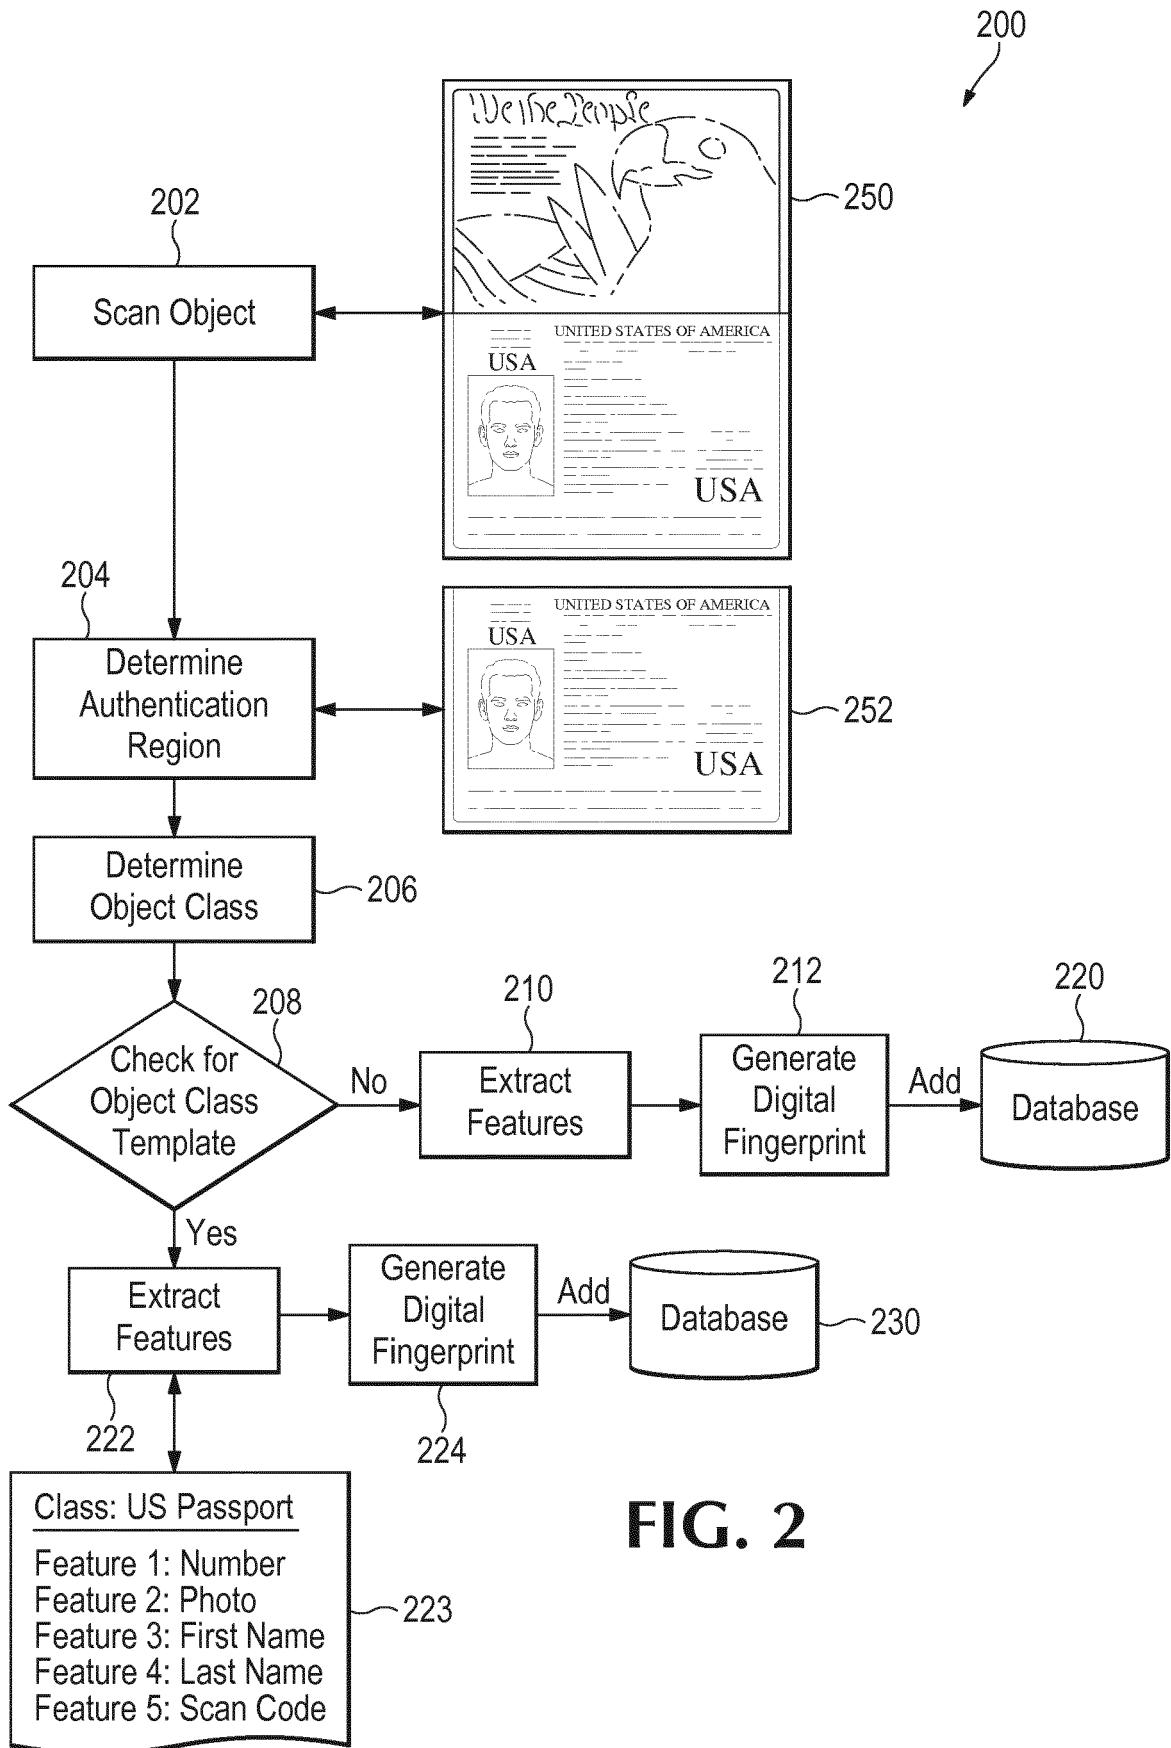 200
We the People
250
202
Scan Object
UNITED STATES OF AMERICA
USA
USA
204
Determine
Authentication
Region
UNITED STATES OF AMERICA
USA
USA
252
Determine
Object Class
206
208
Check for
Object Class
Template
No
210
Extract
Features
212
Generate
Digital
Fingerprint
Add
220
Database
Yes
Extract
Features
222
Generate
Digital
Fingerprint
224
Add
Database
230
Class: US Passport
Feature 1: Number
Feature 2: Photo
Feature 3: First Name
Feature 4: Last Name
Feature 5: Scan Code
223
FIG. 2